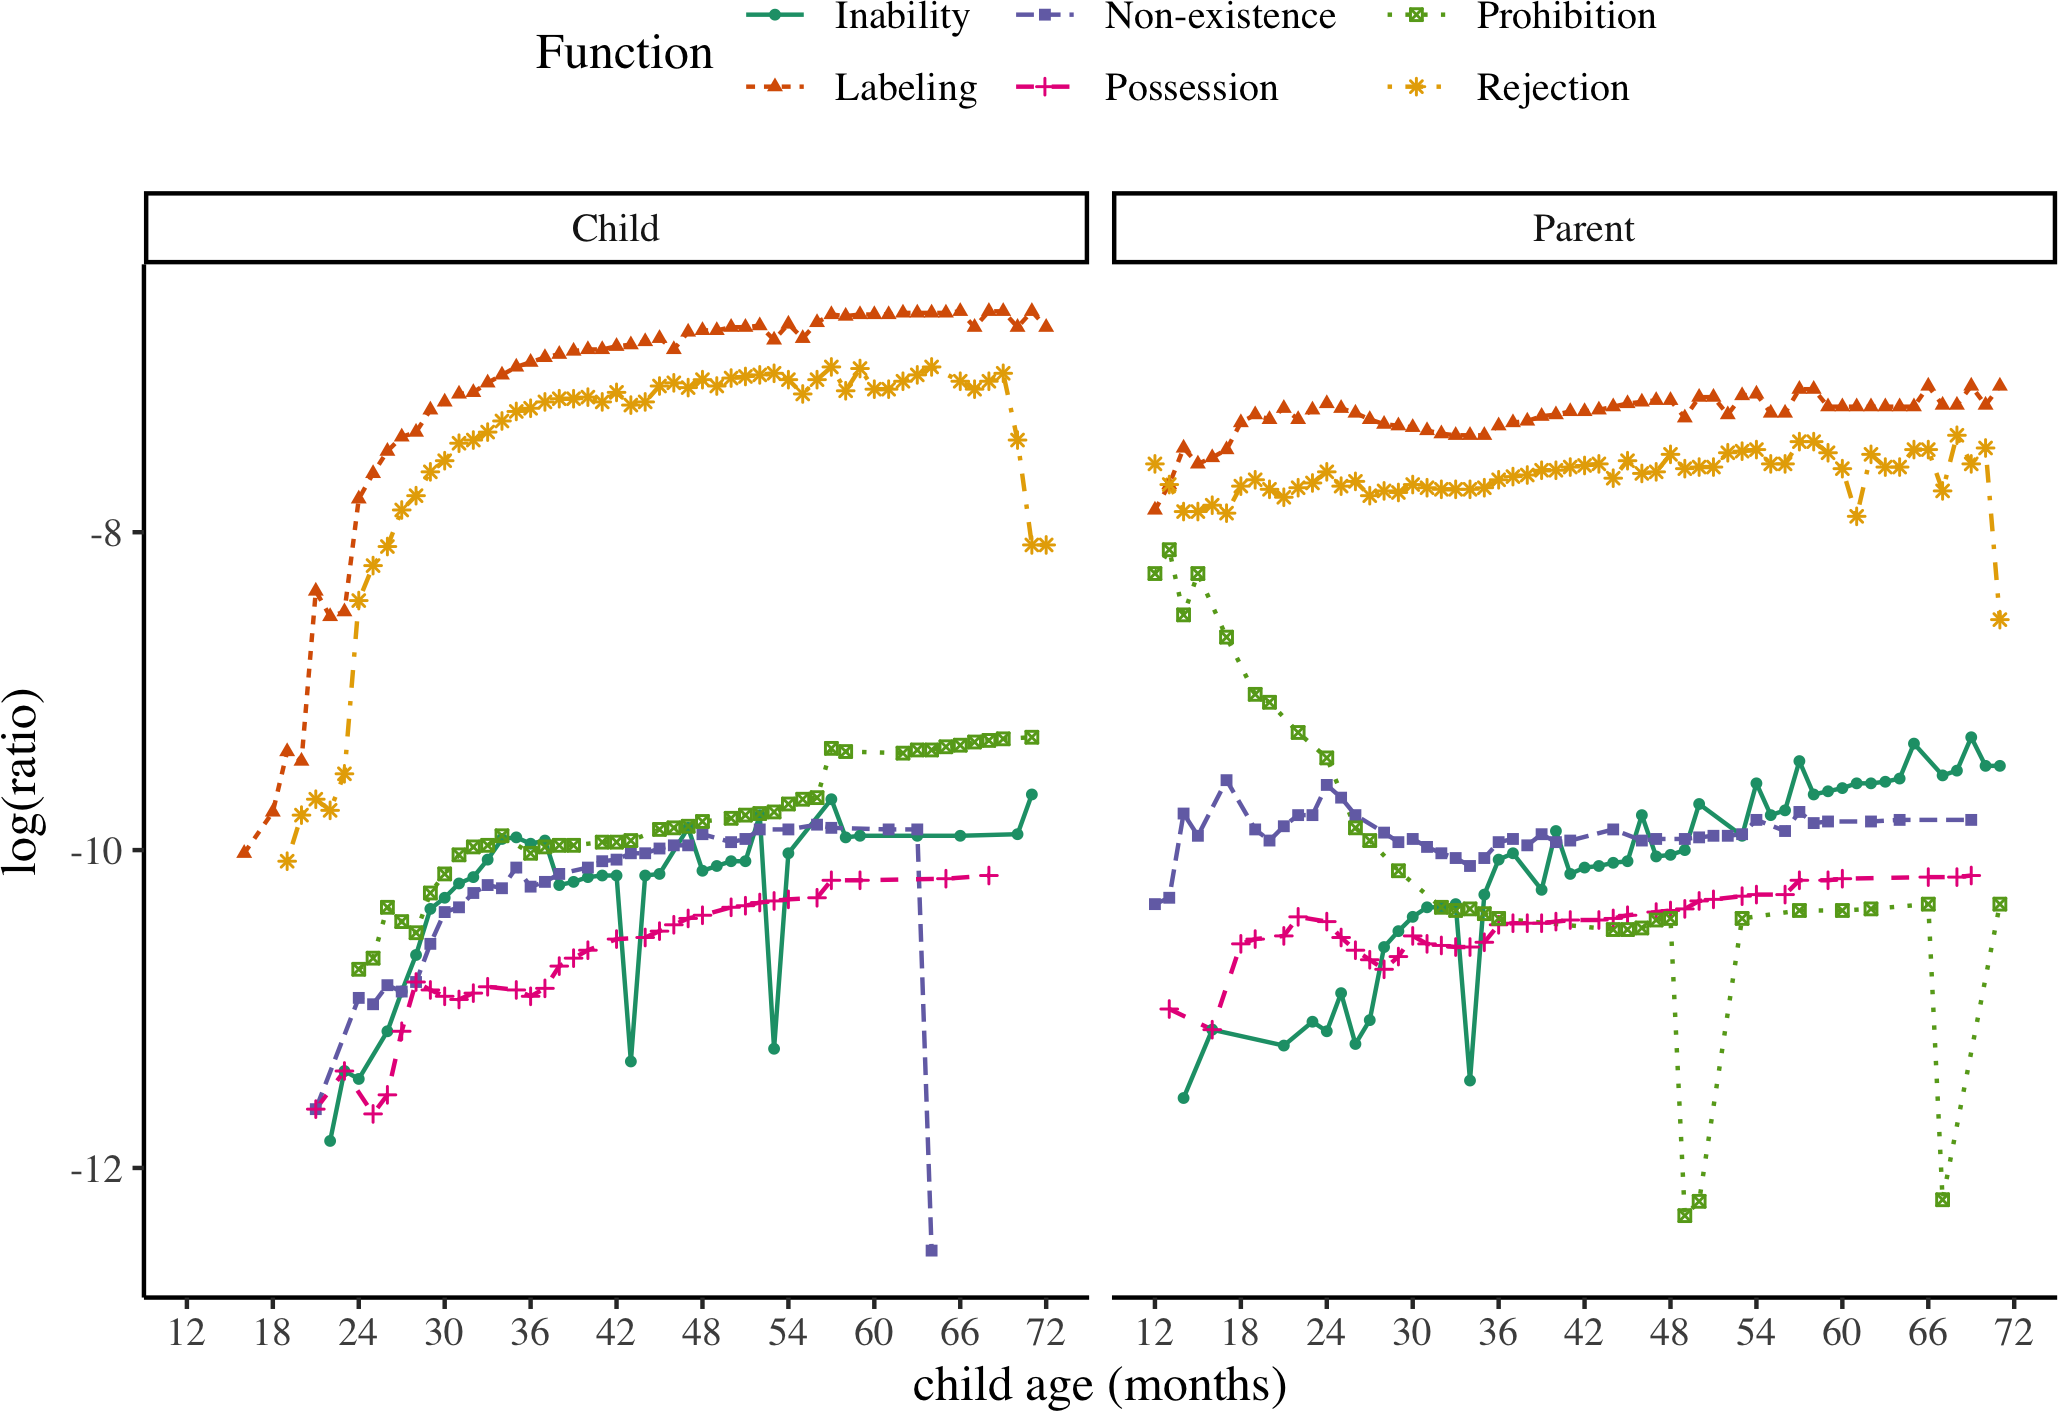 Function
Inability
Non-existence
Prohibition
Labeling
Possession
Rejection
Child
Parent
log(ratio)
-8
-10
-12
12 18 24 30 36 42 48 54 60 66 72
12 18 24 30 36 42 48 54 60 66 72
child age (months)